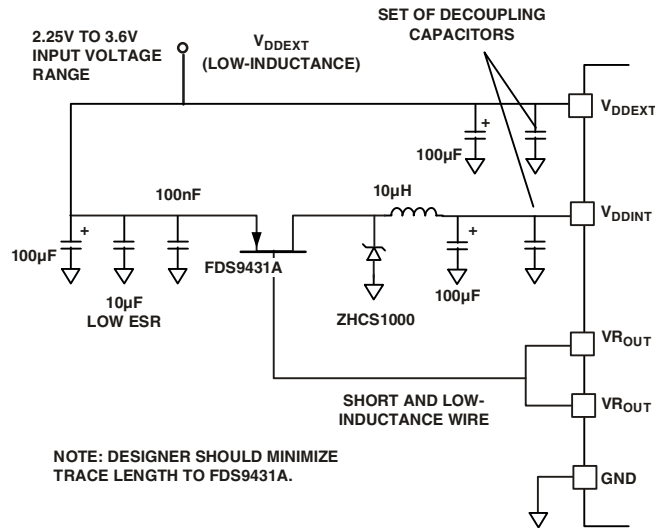 2.25V TO 3.6V
INPUT VOLTAGE
RANGE
VDDEXT
(LOW-INDUCTANCE)
SET OF DECOUPLING
CAPACITORS
VDDEXT
+
100µF
100nF
10µH
VDDINT
+
100µF
FDS9431A
+
100µF
10µF
LOW ESR
ZHCS1000
VROUT
SHORT AND LOW-
INDUCTANCE WIRE
VROUT
NOTE: DESIGNER SHOULD MINIMIZE
TRACE LENGTH TO FDS9431A.
GND